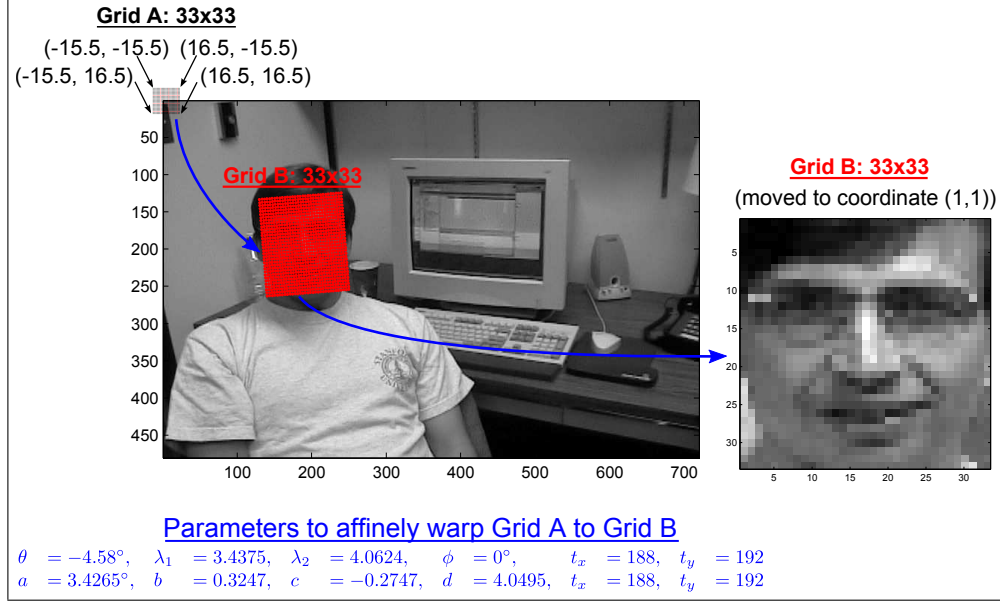 Grid A: 33x33
(-15.5, -15.5) (16.5, -15.5)
(-15.5, 16.5) (16.5, 16.5)
50
100
150
200
250
300
350
400
450
100 200 300 400 500 600 700
Grid B: 33x33
Grid B: 33x33
(moved to coordinate (1,1))
5
10
15
20
25
30
5 10 15 20 25 30
Parameters to affinely warp Grid A to Grid B
θ = −4.58°, λ₁ = 3.4375, λ₂ = 4.0624, ϕ = 0°, tₓ = 188, t_y = 192
a = 3.4265°, b = 0.3247, c = −0.2747, d = 4.0495, tₓ = 188, t_y = 192